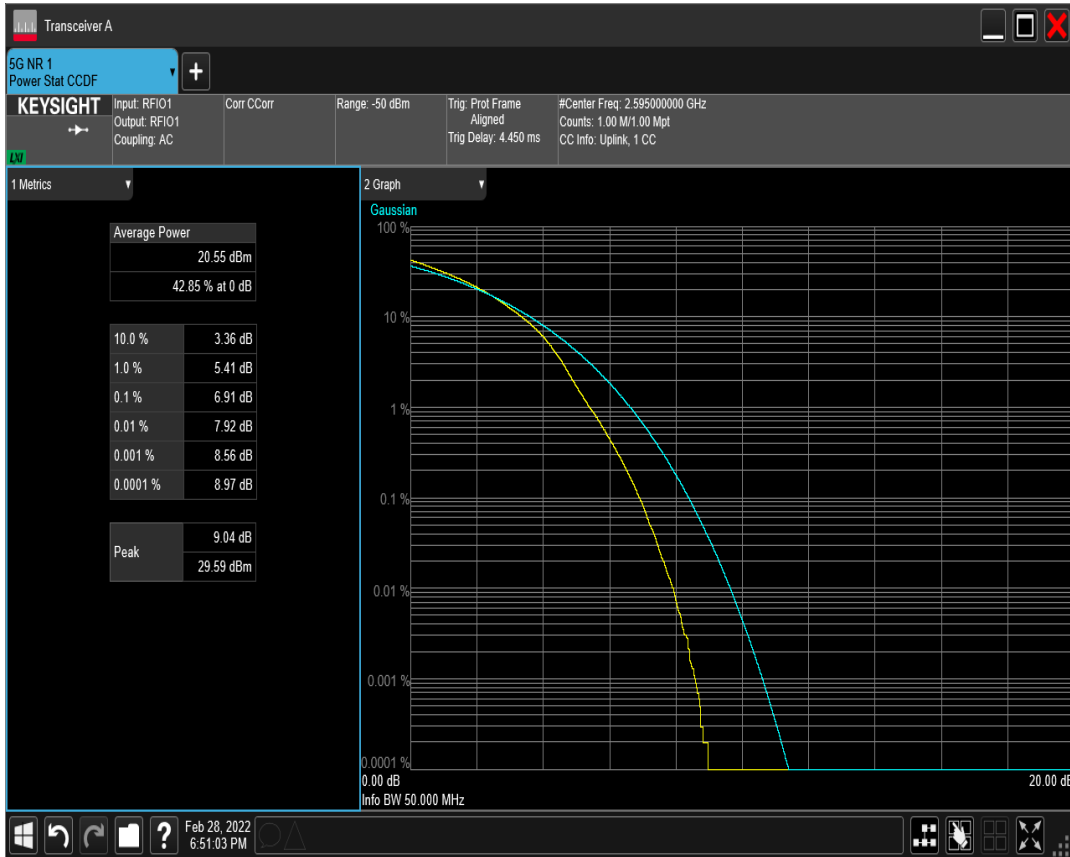 Transceiver A
5G NR 1
Power Stat CCDF
KEYSIGHT
LXI
Input: RFIO1
Output: RFIO1
Coupling: AC
Corr CCorr
Range: -50 dBm
Trig: Prot Frame
Aligned
Trig Delay: 4.450 ms
#Center Freq: 2.595000000 GHz
Counts: 1.00 M/1.00 Mpt
CC Info: Uplink, 1 CC
1 Metrics
Average Power
20.55 dBm
42.85 % at 0 dB
10.0 % 3.36 dB
1.0 % 5.41 dB
0.1 % 6.91 dB
0.01 % 7.92 dB
0.001 % 8.56 dB
0.0001 % 8.97 dB
Peak
9.04 dB
29.59 dBm
2 Graph
Gaussian
100 %
10 %
1 %
0.1 %
0.01 %
0.001 %
0.0001 %
0.00 dB 20.00 dB
Info BW 50.000 MHz
? Feb 28, 2022
6:51:03 PM